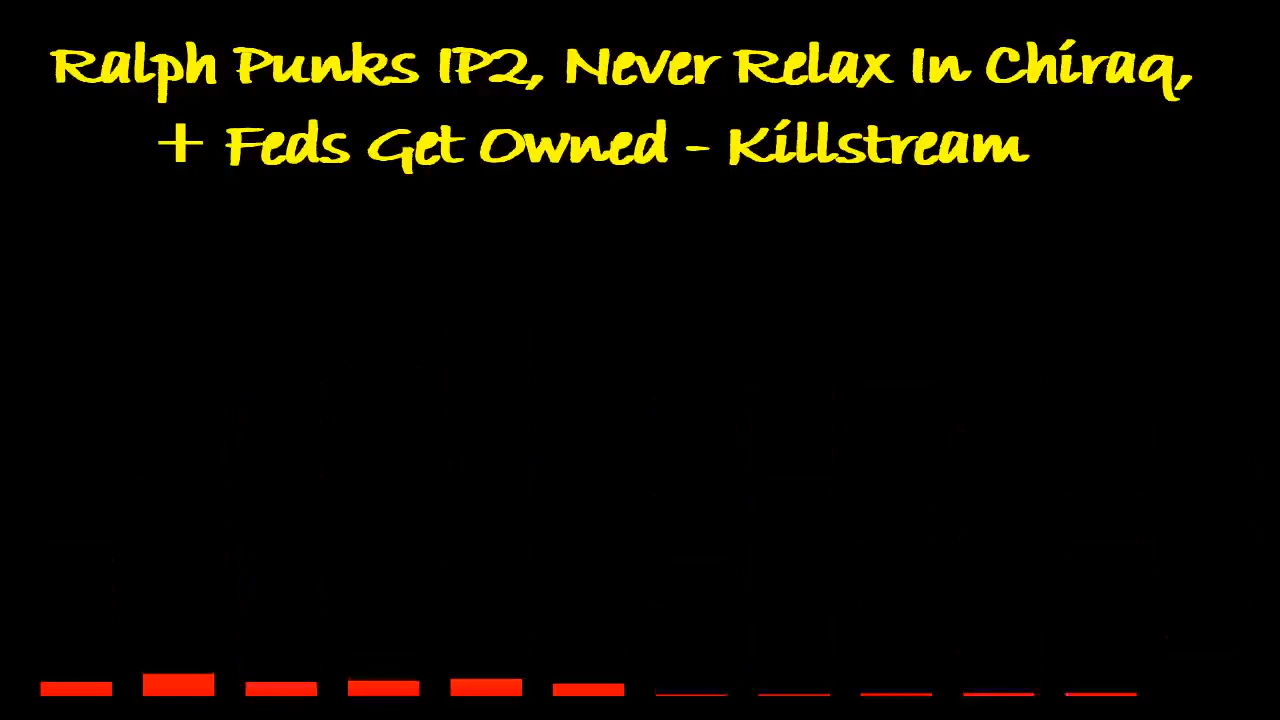 Ralph Punks IP2, Never Relax In Chiraq,
+ Feds Get Owned - Killstream